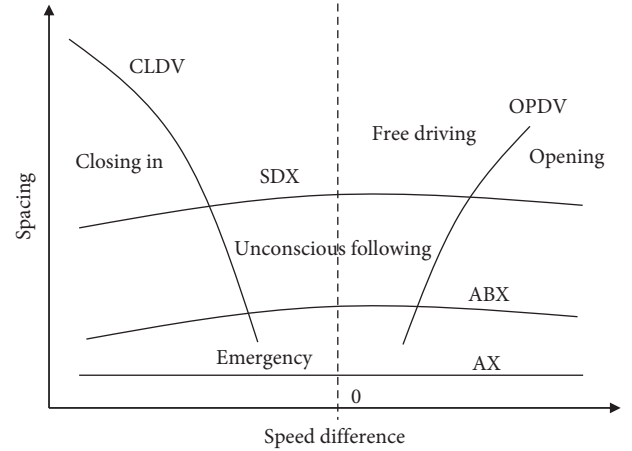 CLDV
OPDV
Free driving
Closing in
Opening
SDX
Spacing
Unconscious following
ABX
Emergency
AX
0
Speed difference